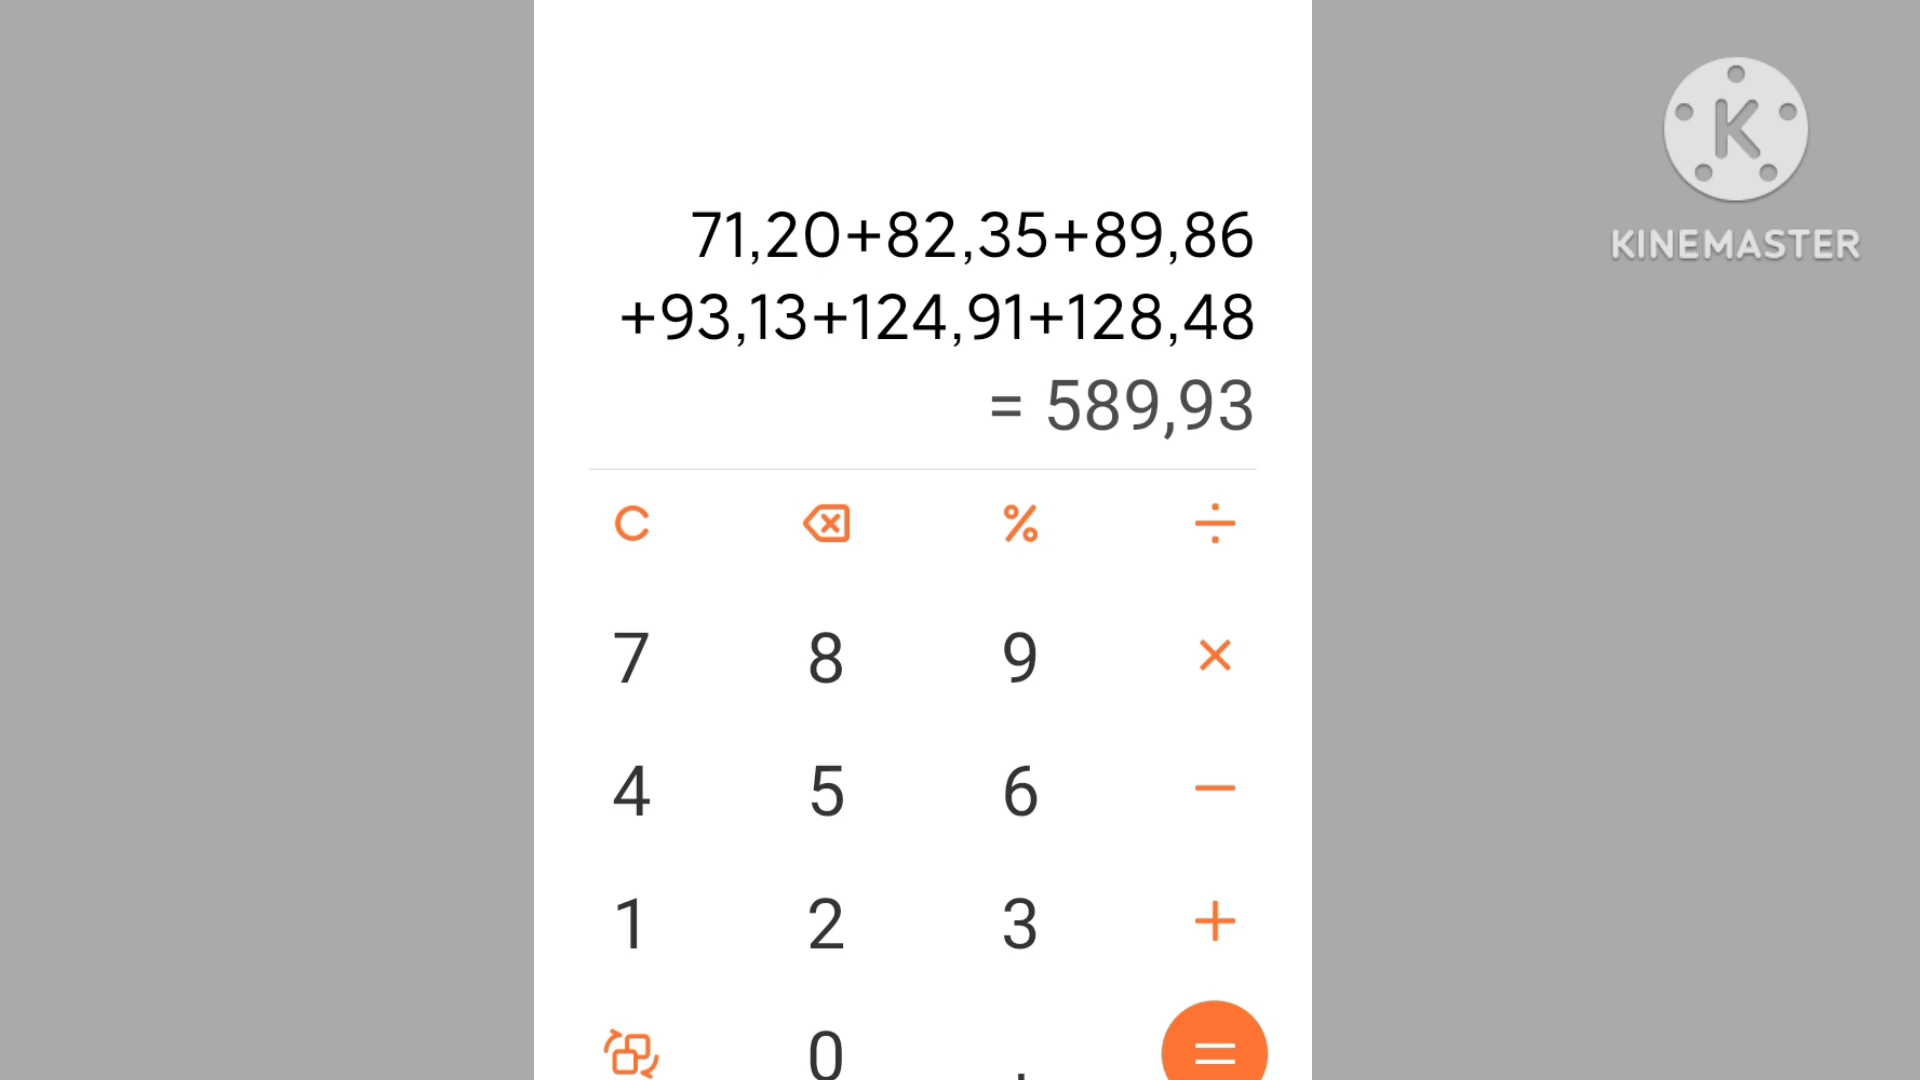 71,20+82,35+89,86
+93,13+124,91+128,48
= 589,93
K
KINEMASTER
C % ÷
7 8 9 ×
4 5 6 −
1 2 3 +
0 . =